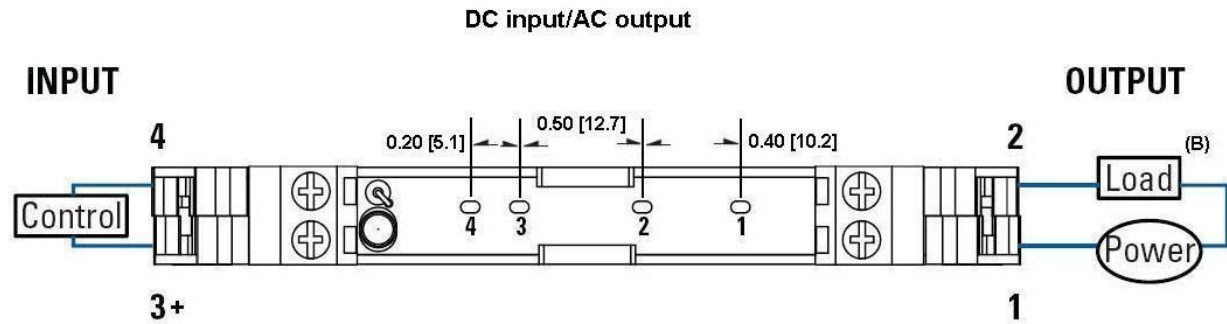 DC input/AC output
INPUT
OUTPUT
4
0.20 [5.1]
0.50 [12.7]
0.40 [10.2]
2
(B)
Control
4
3
2
1
Load
Power
3+
1